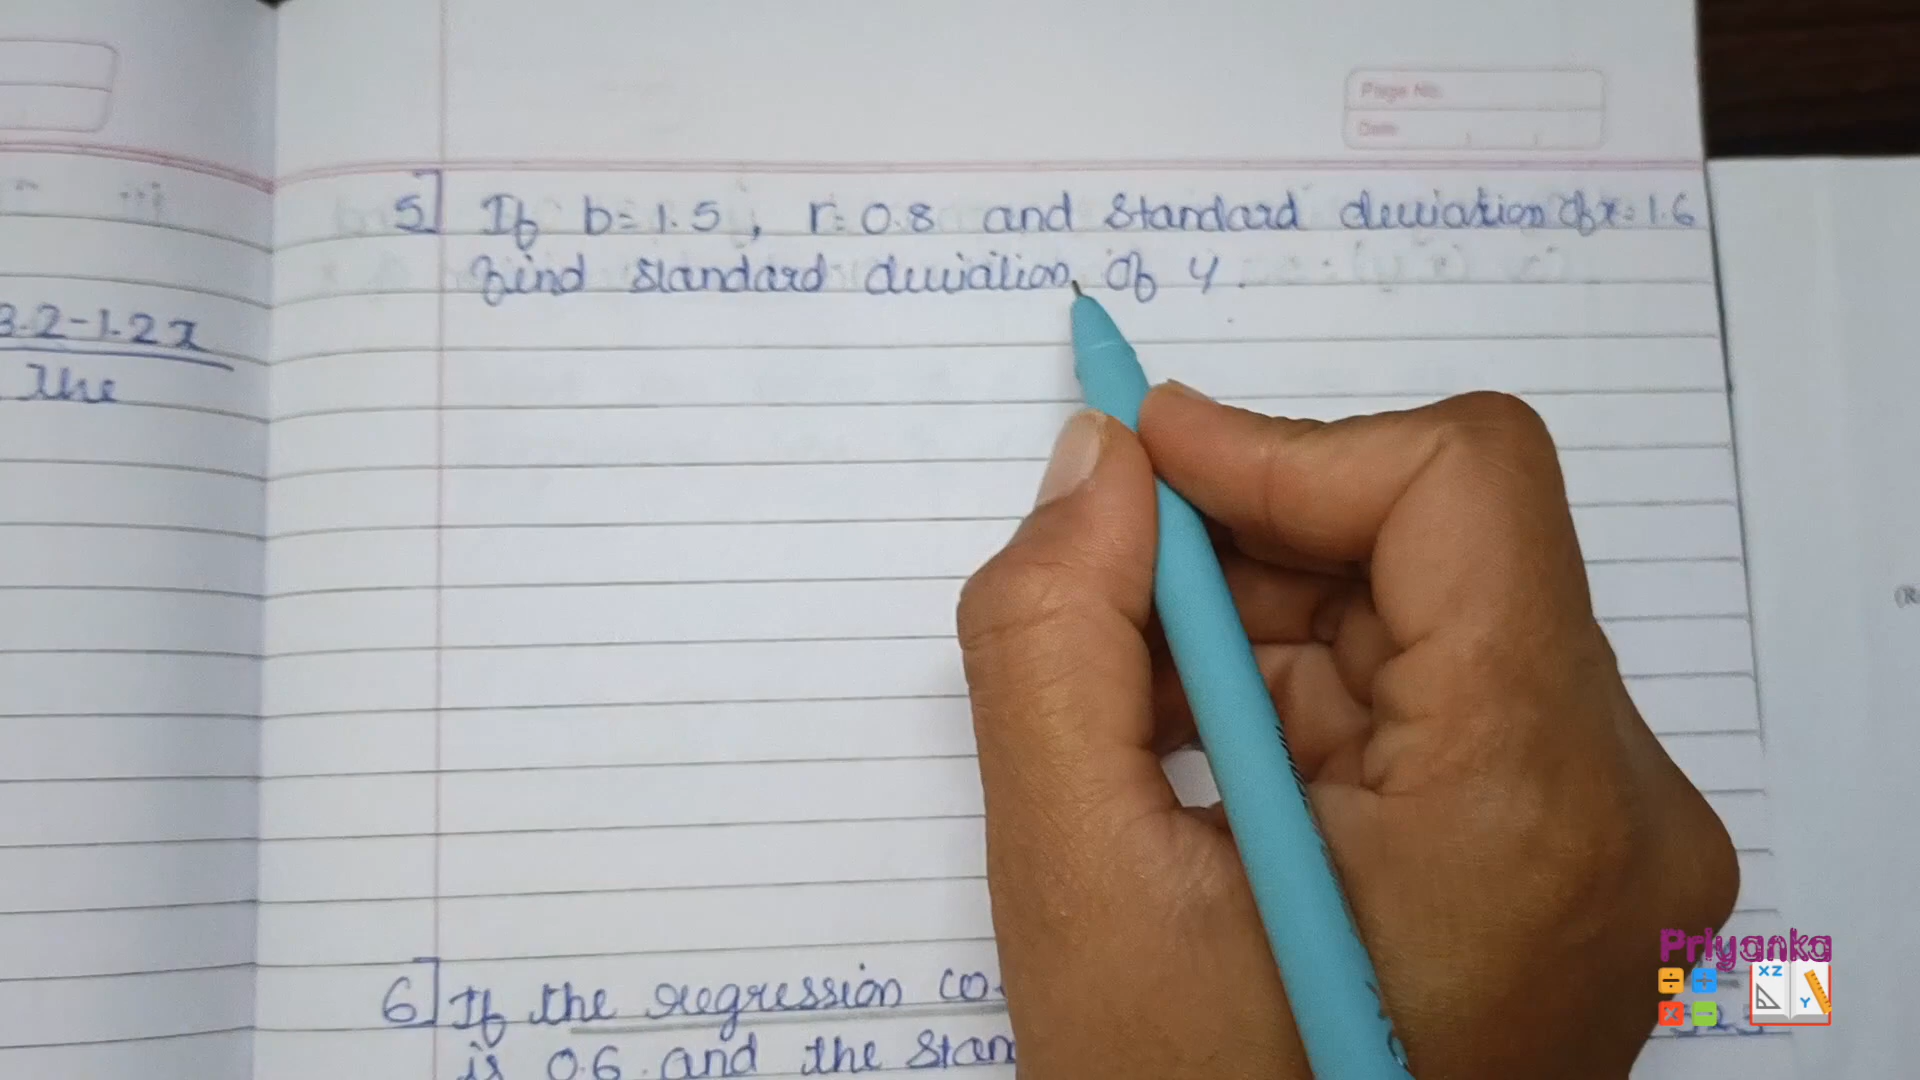 Page No.
Date
5] If b=1.5, r=0.8 and standard deviation of x=1.6
find standard deviation of y.
3.2-1.2x
The
6] If the regression co
is 0.6 and the stan
(R
Priyanka
XZ
Y